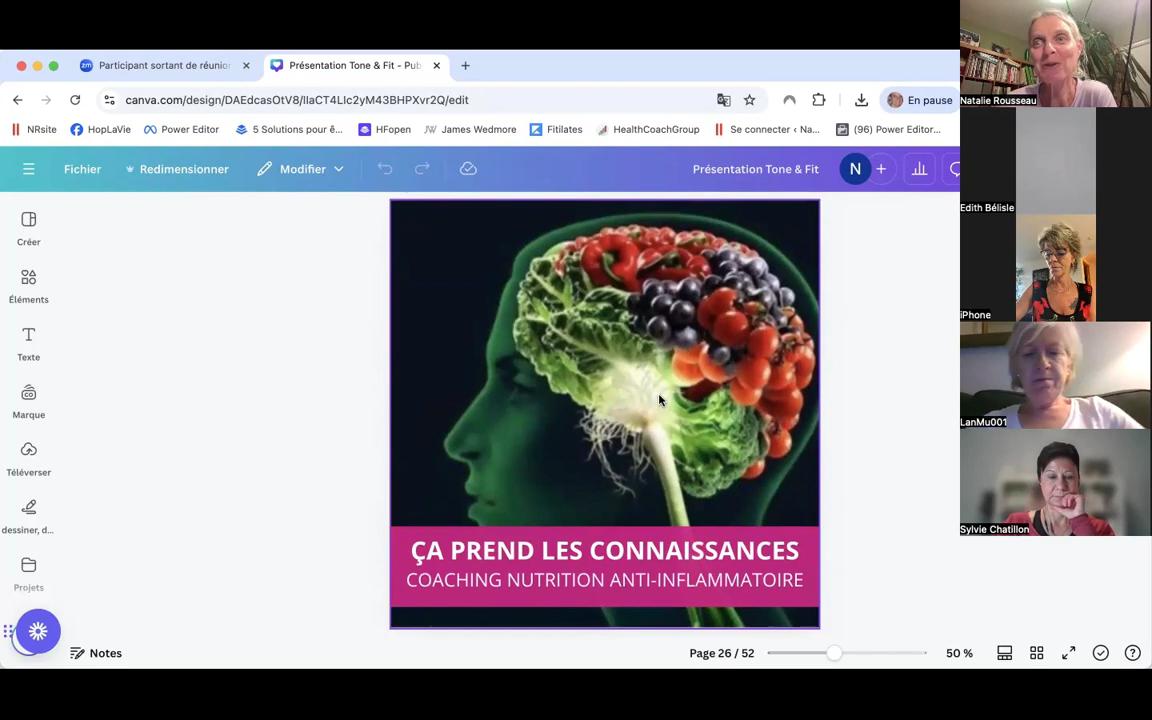 zm Participant sortant de réunior
Présentation Tone & Fit - Pub
canva.com/design/DAEdcasOtV8/IIaCT4Llc2yM43BHPXvr2Q/edit
En pause
NRsite
HopLaVie
Power Editor
5 Solutions pour ê...
HFopen
James Wedmore
Fitilates
HealthCoachGroup
Se connecter ‹ Na...
(96) Power Editor...
Fichier
Redimensionner
Modifier
Présentation Tone & Fit
N
Créer
Éléments
Texte
Marque
Téléverser
dessiner, d...
Projets
ÇA PREND LES CONNAISSANCES
COACHING NUTRITION ANTI-INFLAMMATOIRE
Notes
Page 26 / 52
50 %
Natalie Rousseau
Edith Bélisle
iPhone
LanMu001
Sylvie Chatillon